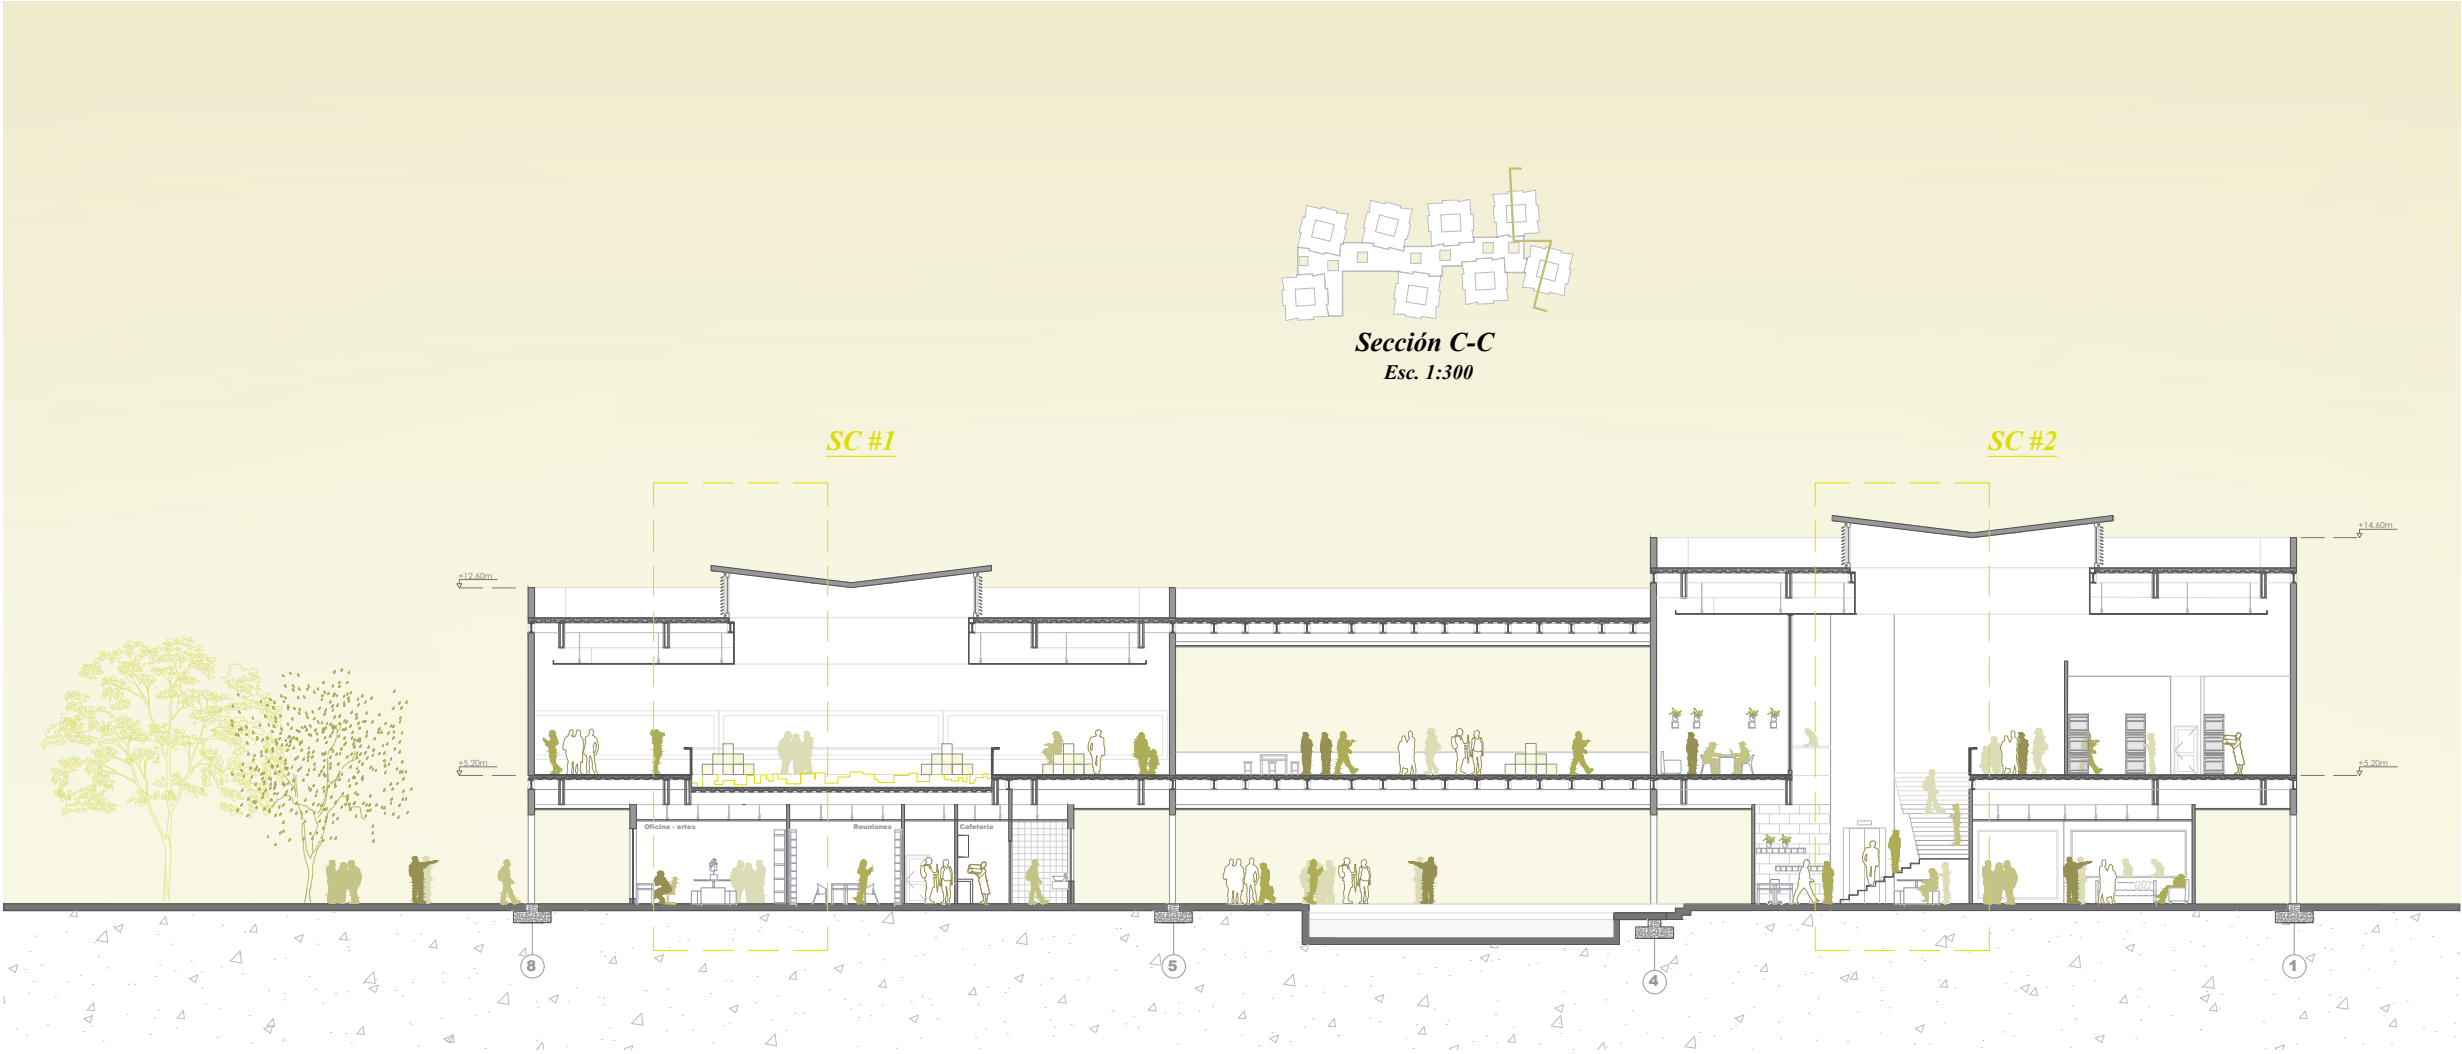 Sección C-C
Esc. 1:300
SC #1
SC #2
+14.60m
+12.60m
+5.20m
+5.20m
Oficina - artes
Reuniones
Cafetería
8
5
4
1